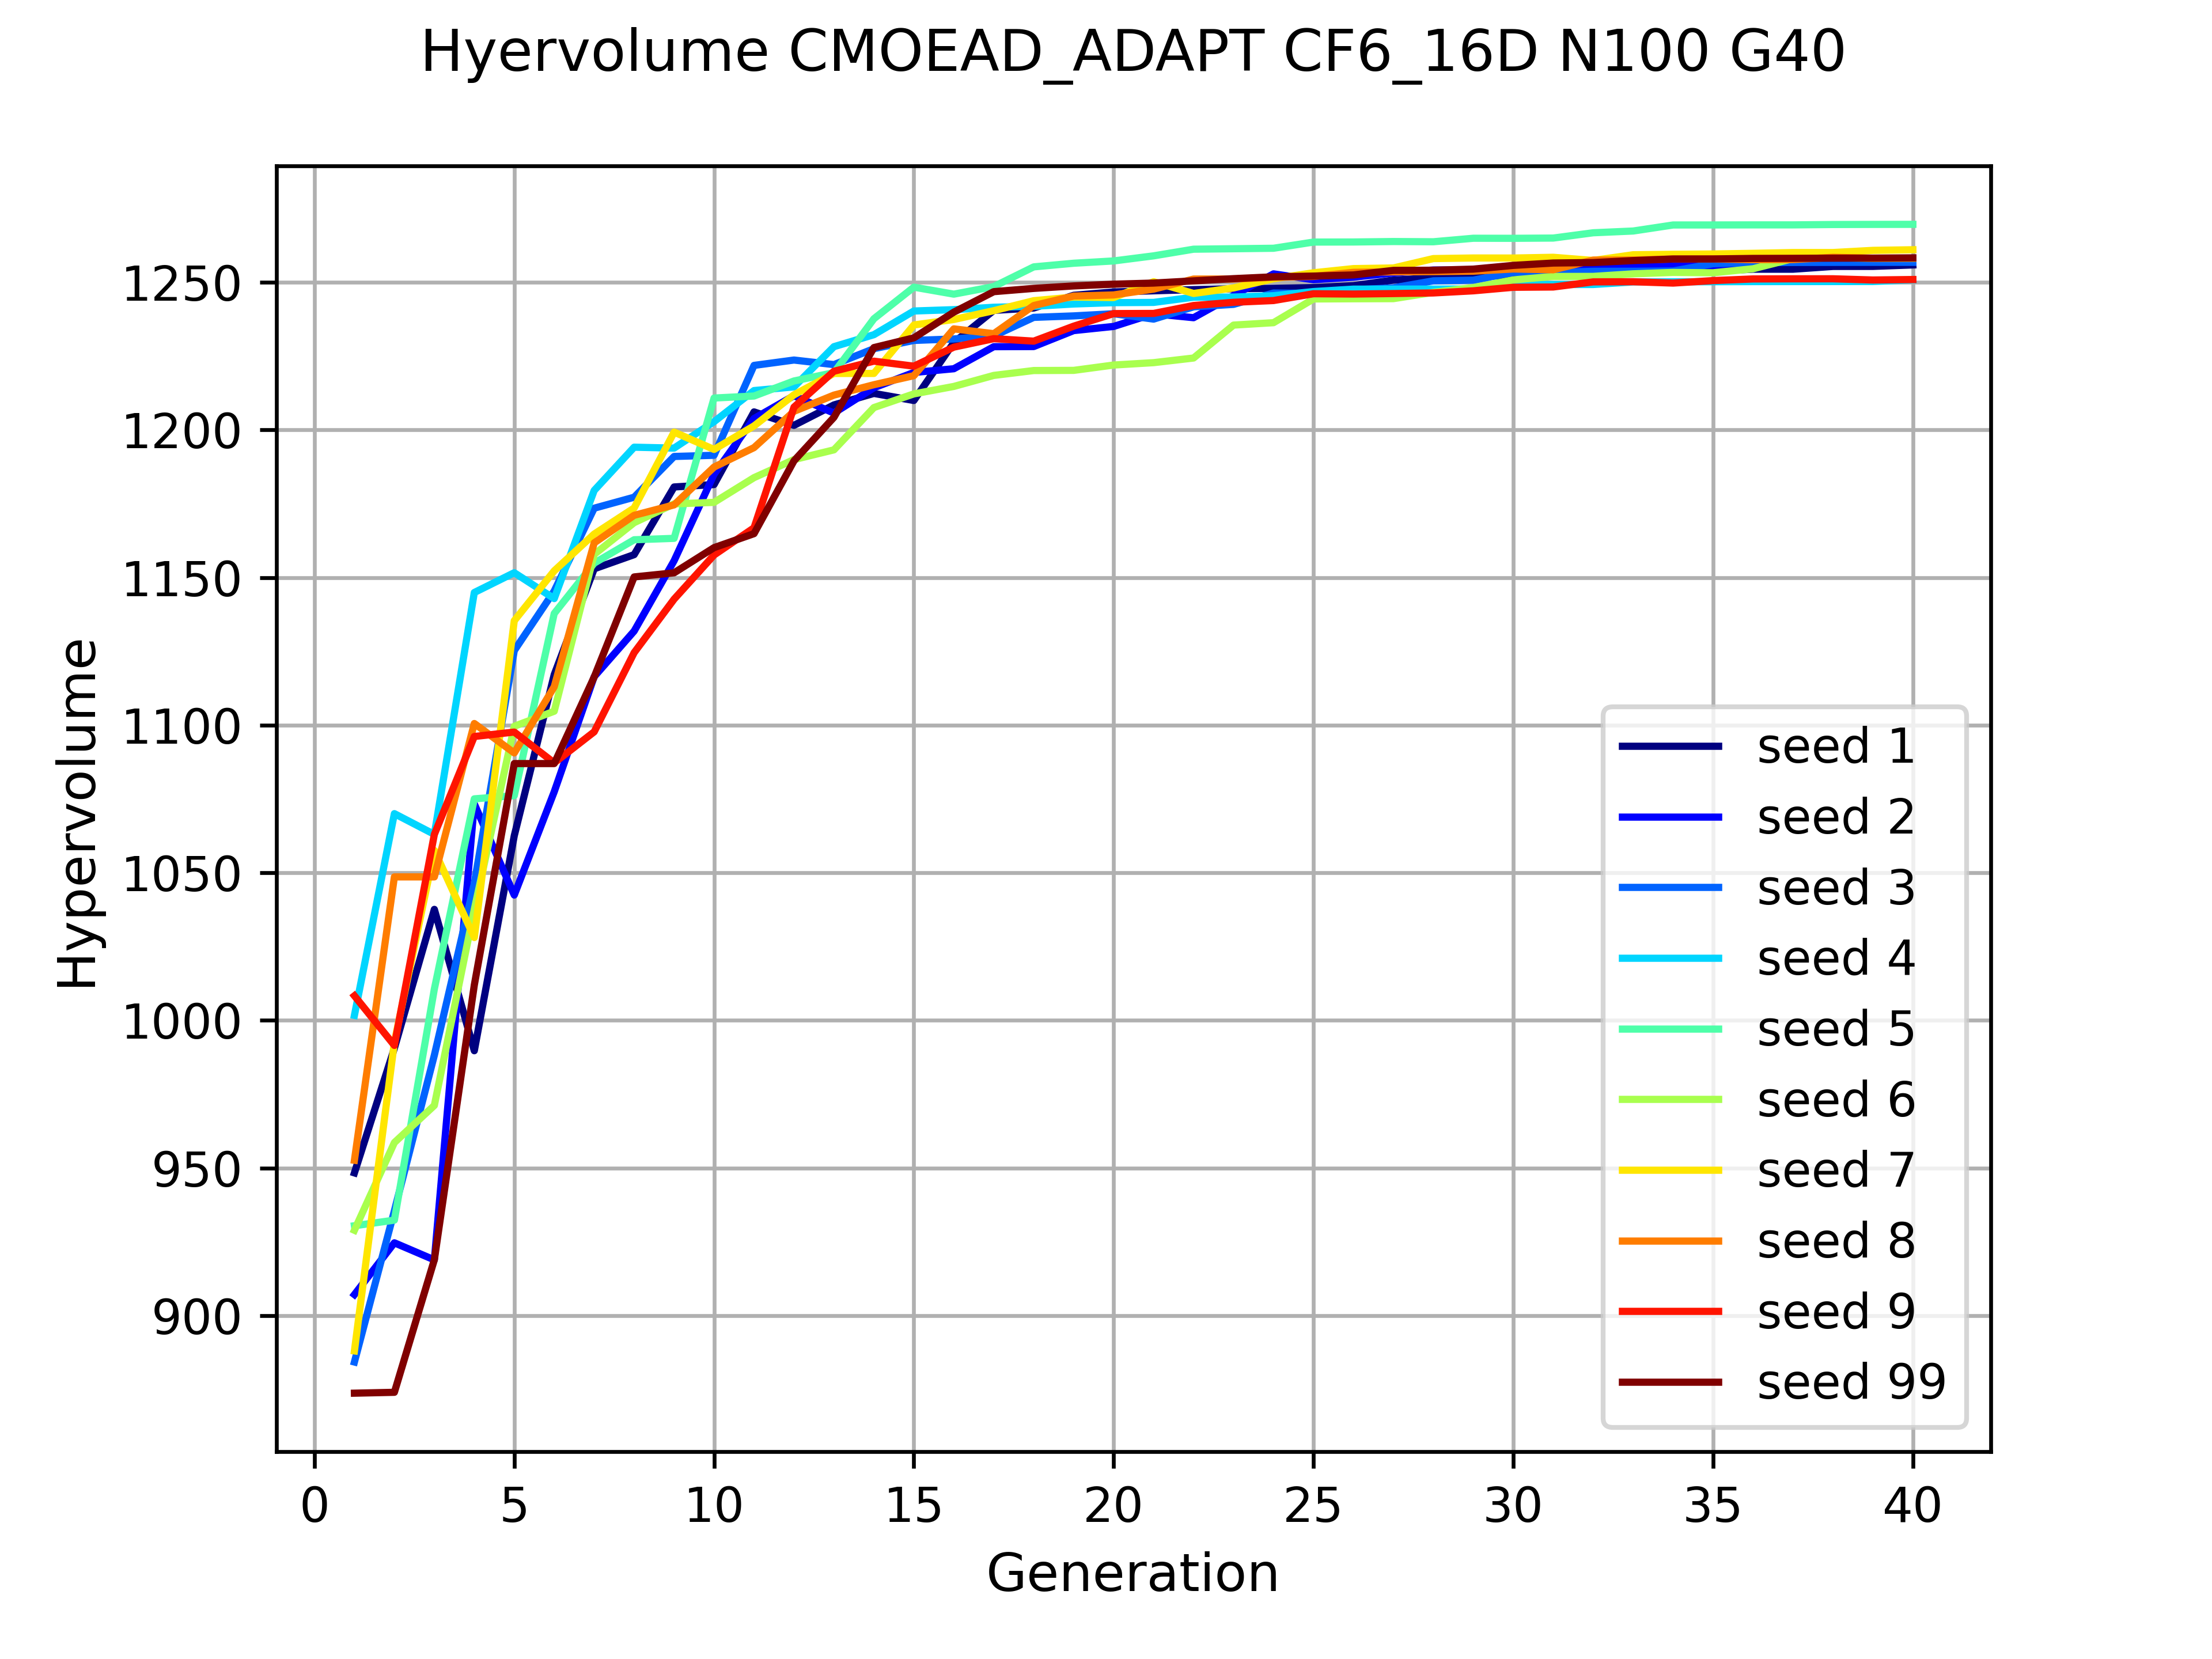 Hyervolume CMOEAD_ADAPT CF6_16D N100 G40
Hypervolume
1250
1200
1150
1100
1050
1000
950
900
0 5 10 15 20 25 30 35 40
Generation
seed 1
seed 2
seed 3
seed 4
seed 5
seed 6
seed 7
seed 8
seed 9
seed 99